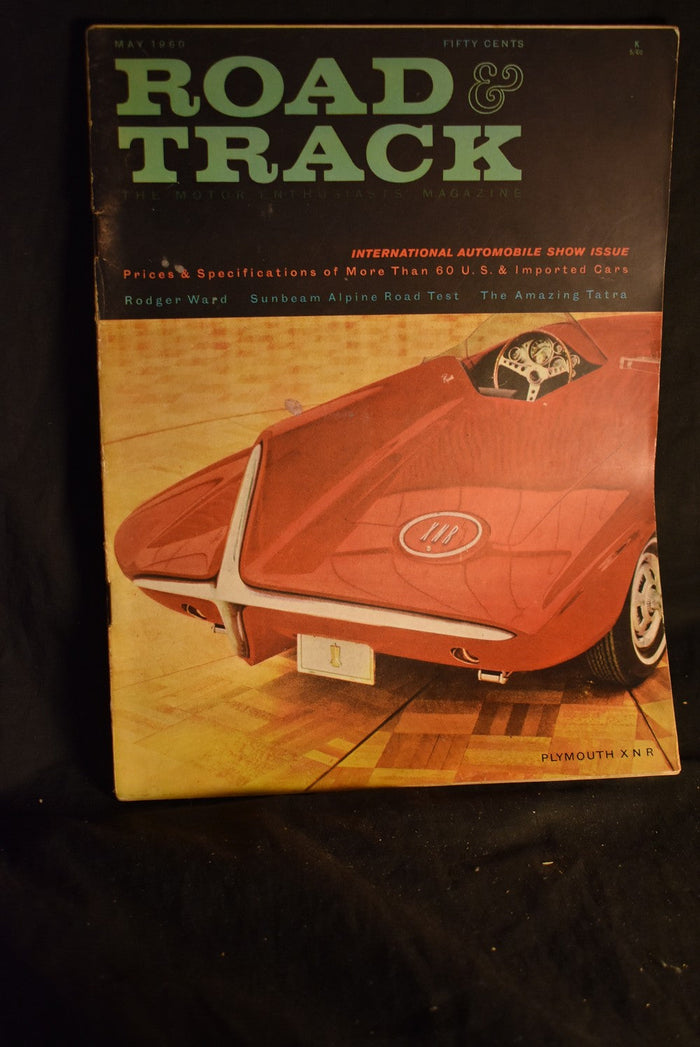 MAY 1960 FIFTY CENTS K
ROAD &
TRACK
THE MOTOR ENTHUSIASTS' MAGAZINE
INTERNATIONAL AUTOMOBILE SHOW ISSUE
Prices & Specifications of More Than 60 U.S. & Imported Cars
Rodger Ward Sunbeam Alpine Road Test The Amazing Tatra
XNR
PLYMOUTH XNR